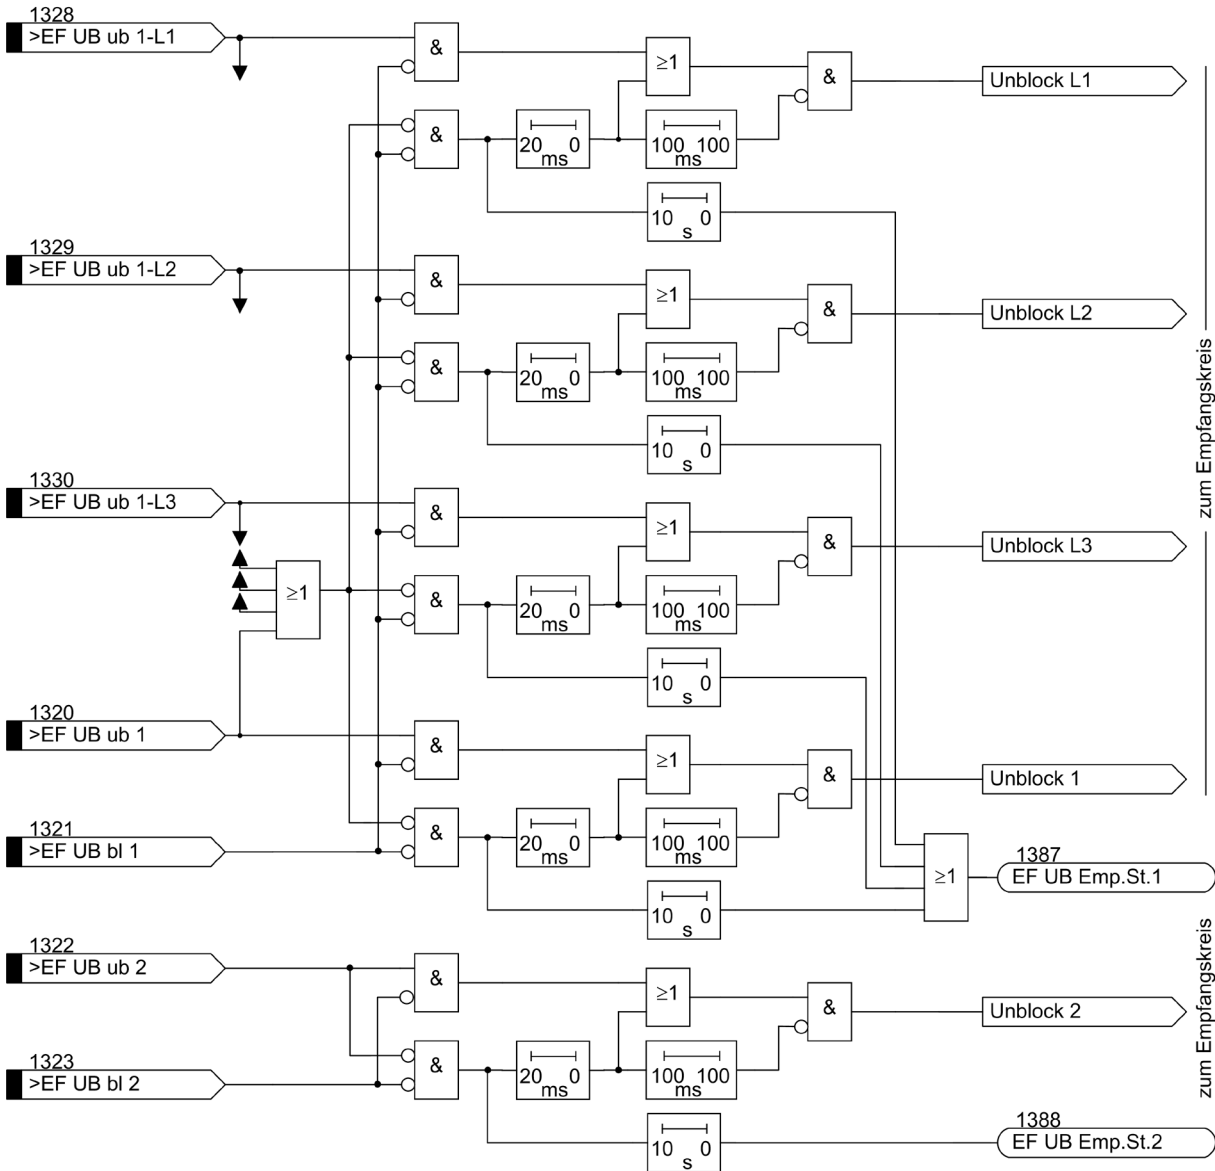 1328
>EF UB ub 1-L1
&
≥1
&
Unblock L1
&
20 0
ms
100 100
ms
10 0
s
1329
>EF UB ub 1-L2
&
≥1
&
Unblock L2
&
20 0
ms
100 100
ms
10 0
s
zum Empfangskreis
1330
>EF UB ub 1-L3
&
≥1
&
Unblock L3
≥1
&
20 0
ms
100 100
ms
10 0
s
1320
>EF UB ub 1
&
≥1
&
Unblock 1
1321
>EF UB bl 1
&
20 0
ms
100 100
ms
10 0
s
≥1
1387
EF UB Emp.St.1
1322
>EF UB ub 2
&
≥1
&
Unblock 2
zum Empfangskreis
1323
>EF UB bl 2
&
20 0
ms
100 100
ms
10 0
s
1388
EF UB Emp.St.2